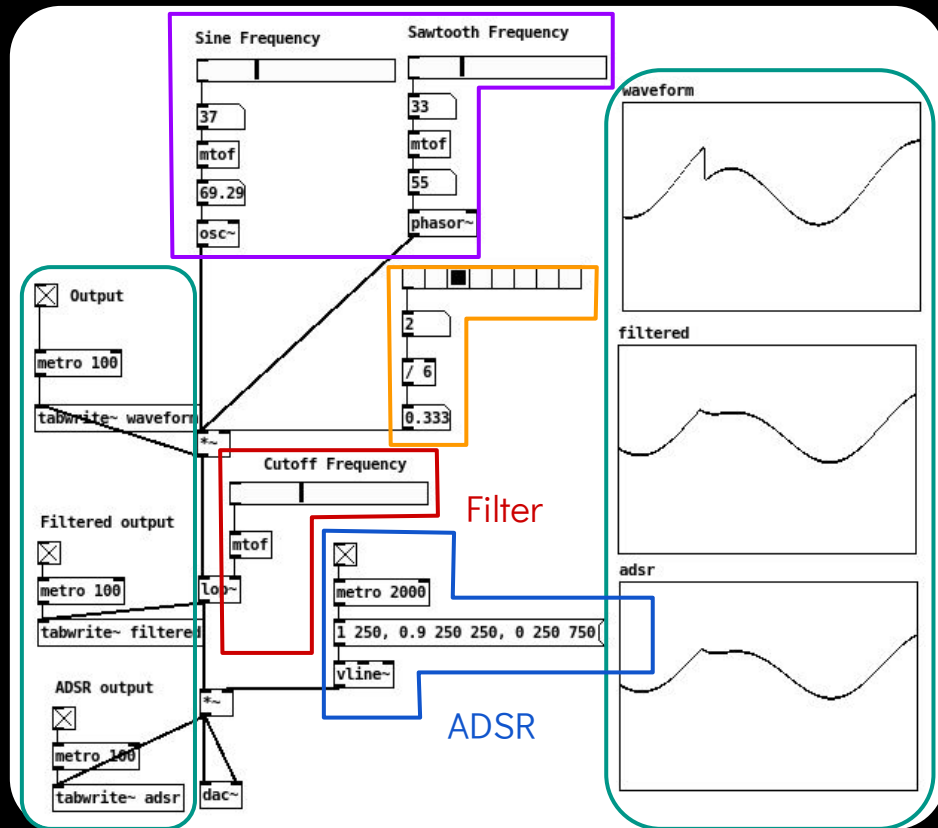 Sine Frequency
Sawtooth Frequency
37
mtof
69.29
osc~
33
mtof
55
phasor~
2
/ 6
0.333
Output
metro 100
tabwrite~ waveform
*~
Cutoff Frequency
mtof
Filter
Filtered output
metro 100
tabwrite~ filtered
lop~
metro 2000
1 250, 0.9 250 250, 0 250 750
vline~
ADSR
ADSR output
metro 100
tabwrite~ adsr
*~
dac~
waveform
filtered
adsr